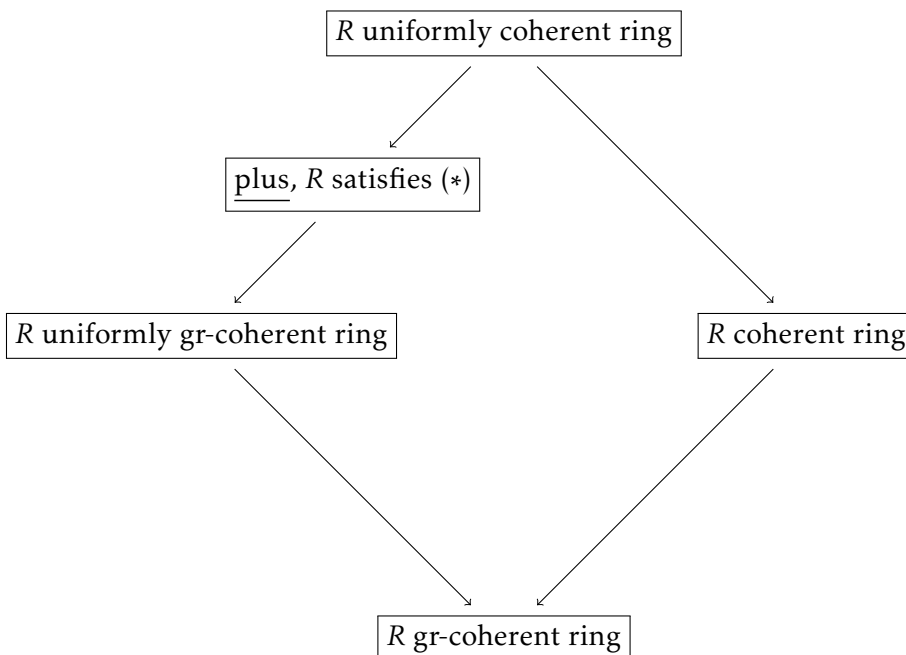 R uniformly coherent ring
plus, R satisfies (∗)
R uniformly gr-coherent ring
R coherent ring
R gr-coherent ring